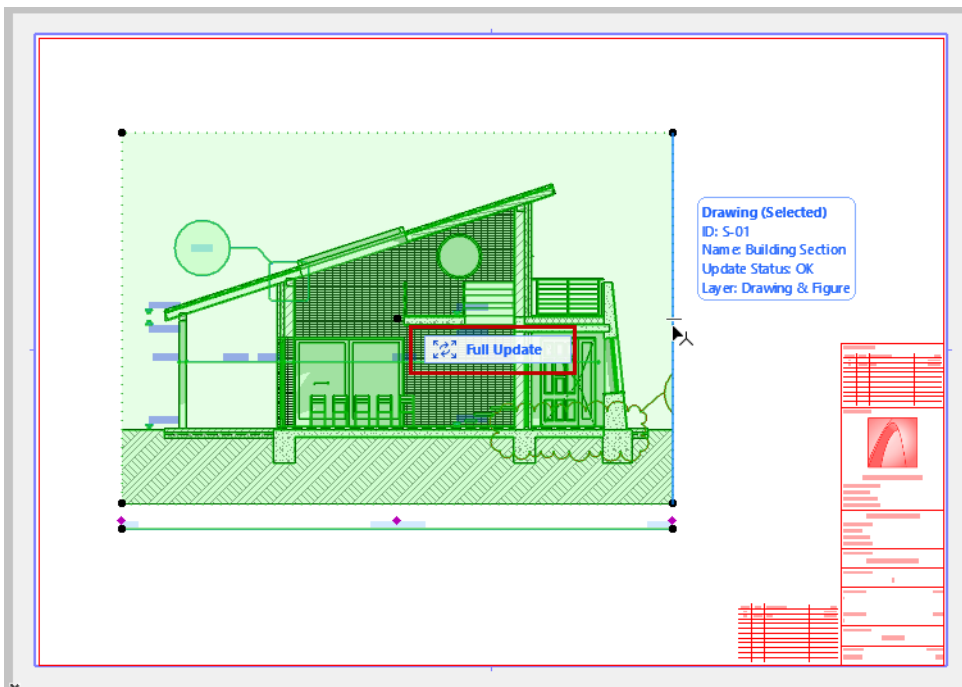 Drawing (Selected)
ID: S-01
Name: Building Section
Update Status: OK
Layer: Drawing & Figure
Full Update